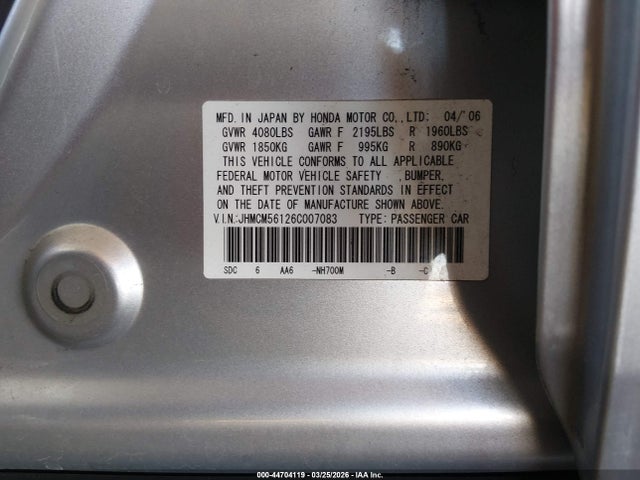 MFD. IN JAPAN BY HONDA MOTOR CO., LTD: 04/'06
GVWR 4080LBS GAWR F 2195LBS R 1960LBS
GVWR 1850KG GAWR F 995KG R 890KG
THIS VEHICLE CONFORMS TO ALL APPLICABLE
FEDERAL MOTOR VEHICLE SAFETY , BUMPER,
AND THEFT PREVENTION STANDARDS IN EFFECT
ON THE DATE OF MANUFACTURE SHOWN ABOVE.
V.I.N.:JHMCM56126C007083 TYPE: PASSENGER CAR
SDC 6 AA6 -NH700M -B -C
000-44704119 | 03/25/2026 | IAA Inc.